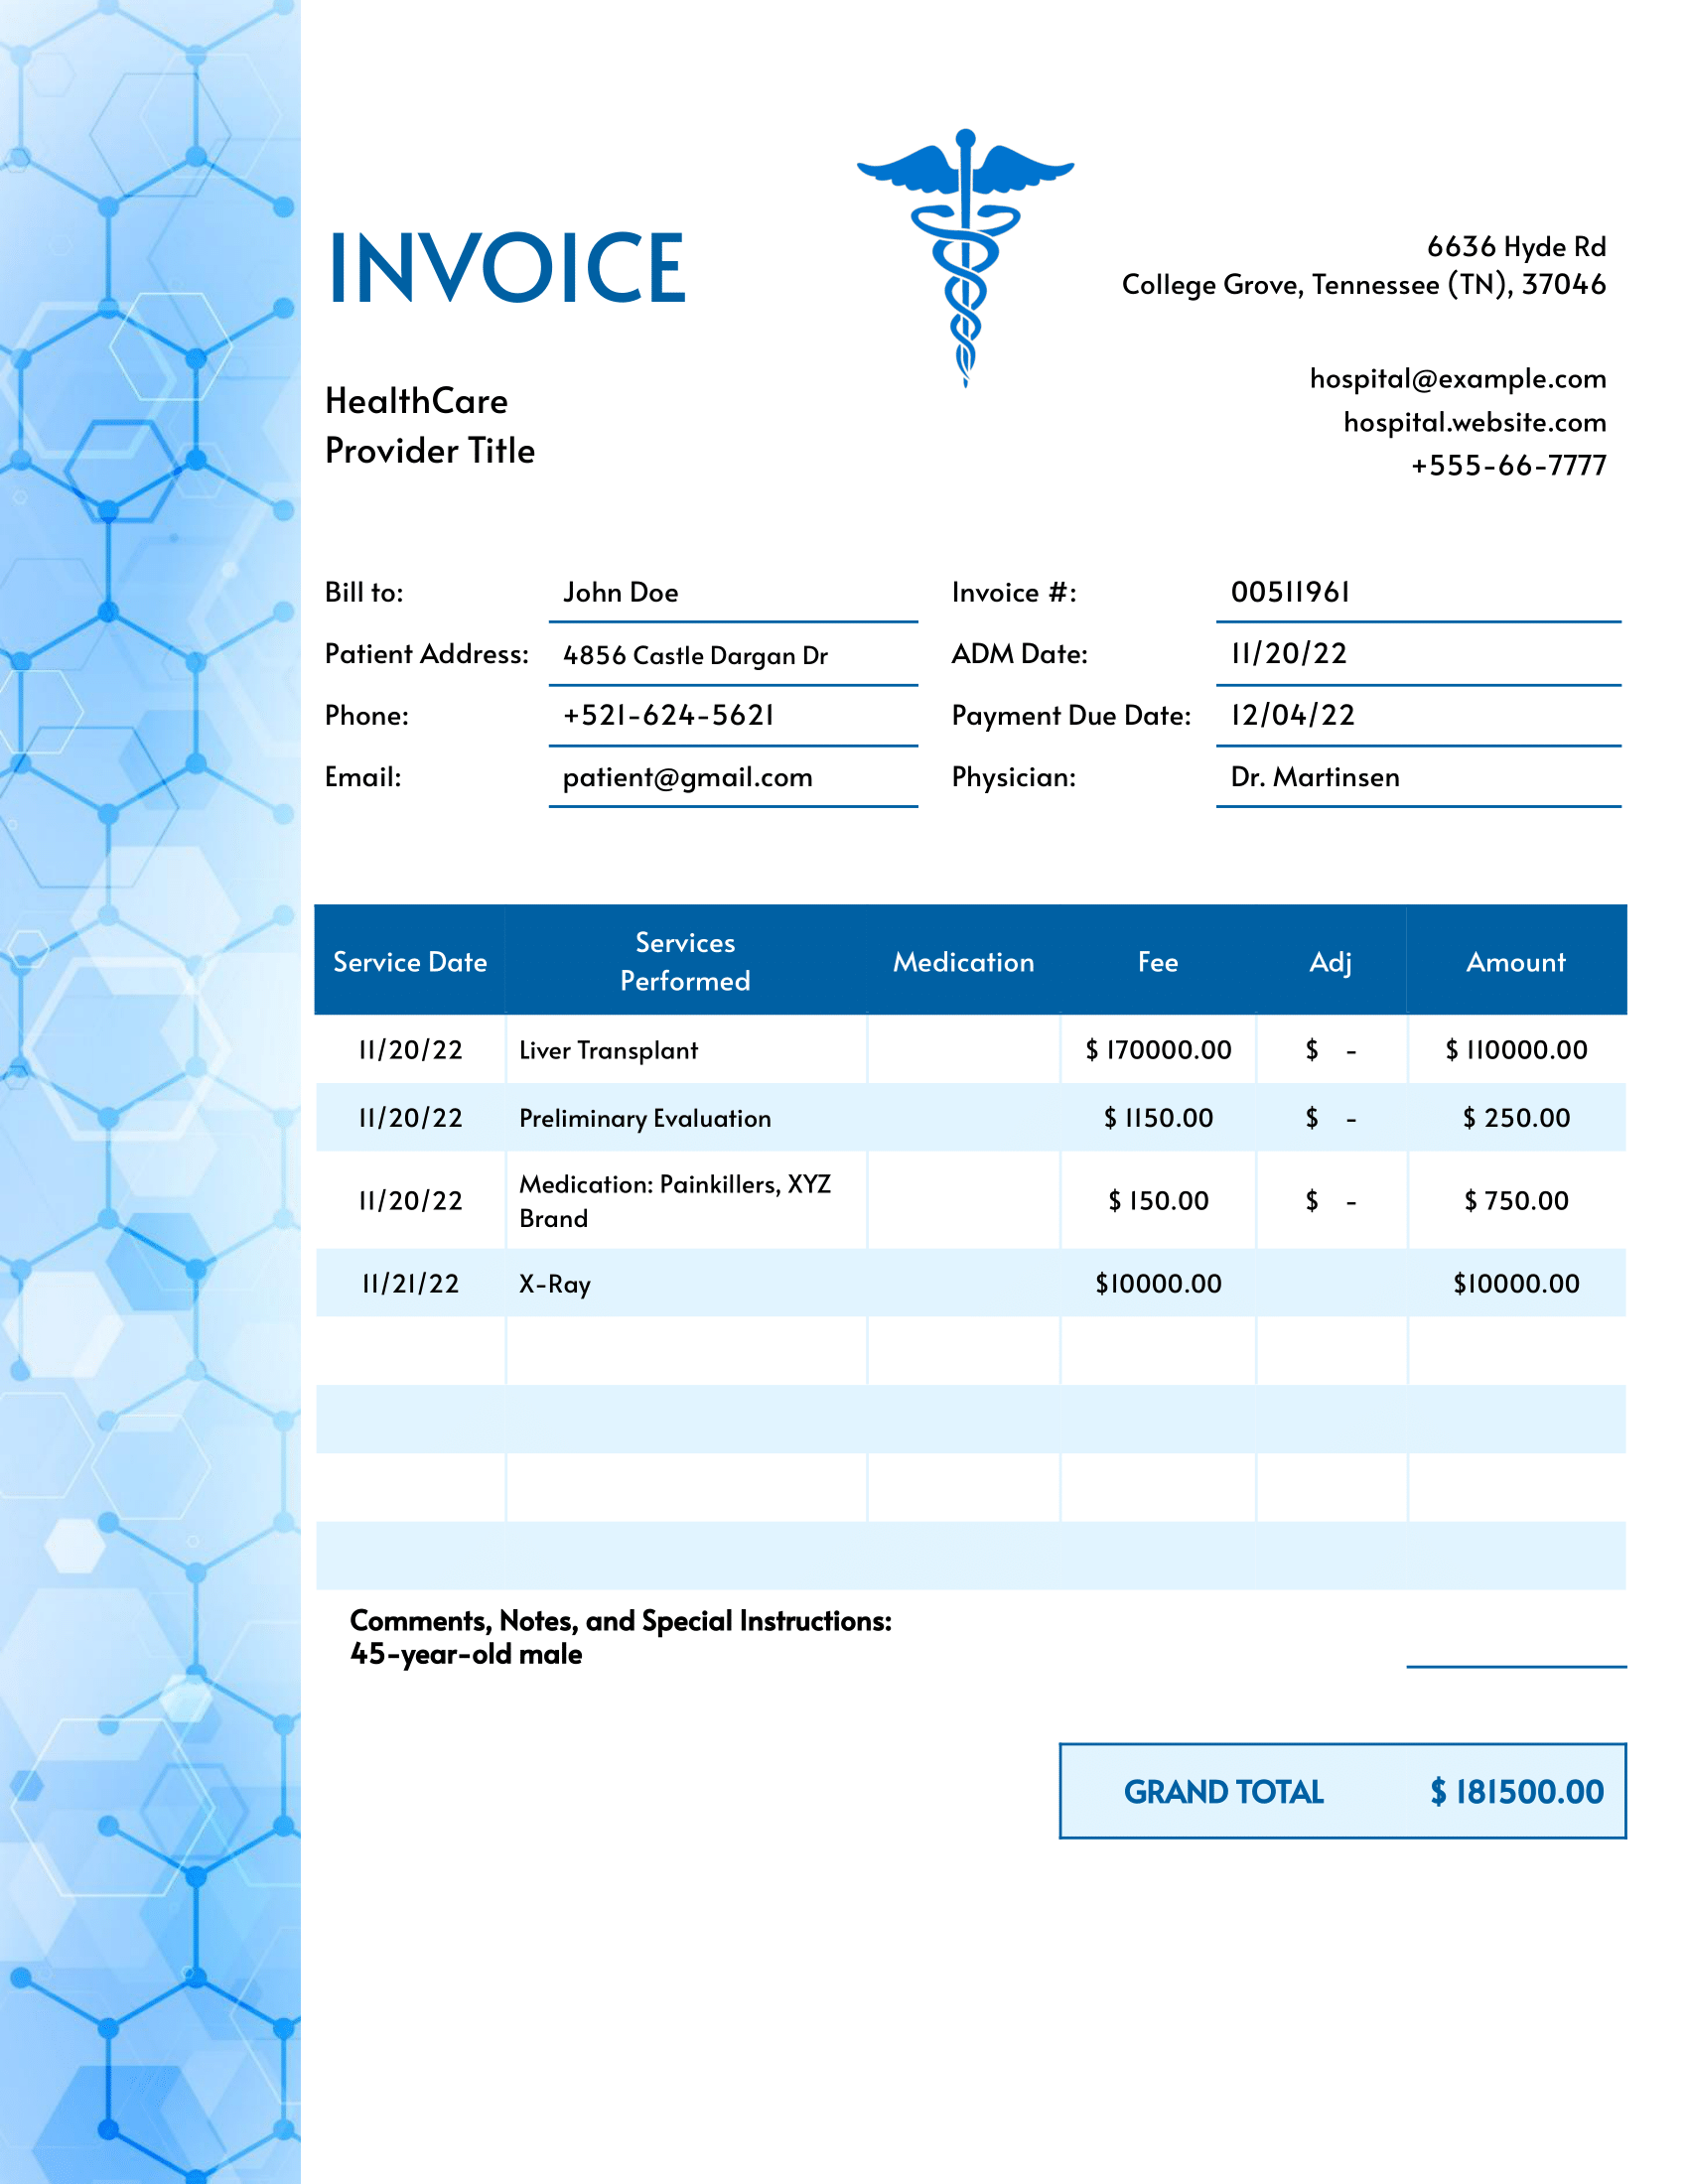 INVOICE
6636 Hyde Rd
College Grove, Tennessee (TN), 37046
HealthCare
Provider Title
hospital@example.com
hospital.website.com
+555-66-7777
Bill to: John Doe Invoice #: 00511961
Patient Address: 4856 Castle Dargan Dr ADM Date: 11/20/22
Phone: +521-624-5621 Payment Due Date: 12/04/22
Email: patient@gmail.com Physician: Dr. Martinsen
Service Date Services Performed Medication Fee Adj Amount
11/20/22 Liver Transplant $ 170000.00 $ - $ 110000.00
11/20/22 Preliminary Evaluation $ 1150.00 $ - $ 250.00
11/20/22 Medication: Painkillers, XYZ Brand $ 150.00 $ - $ 750.00
11/21/22 X-Ray $10000.00 $10000.00
Comments, Notes, and Special Instructions:
45-year-old male
GRAND TOTAL $ 181500.00